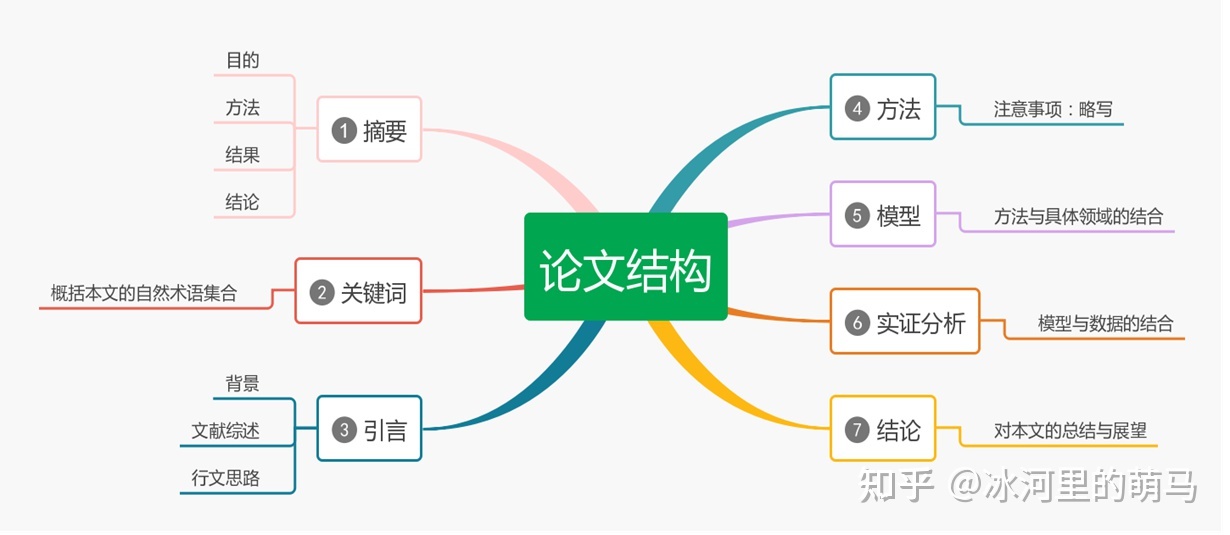 论文结构
1 摘要
目的
方法
结果
结论
2 关键词
概括本文的自然术语集合
3 引言
背景
文献综述
行文思路
4 方法
注意事项：略写
5 模型
方法与具体领域的结合
6 实证分析
模型与数据的结合
7 结论
对本文的总结与展望
知乎 @冰河里的萌马